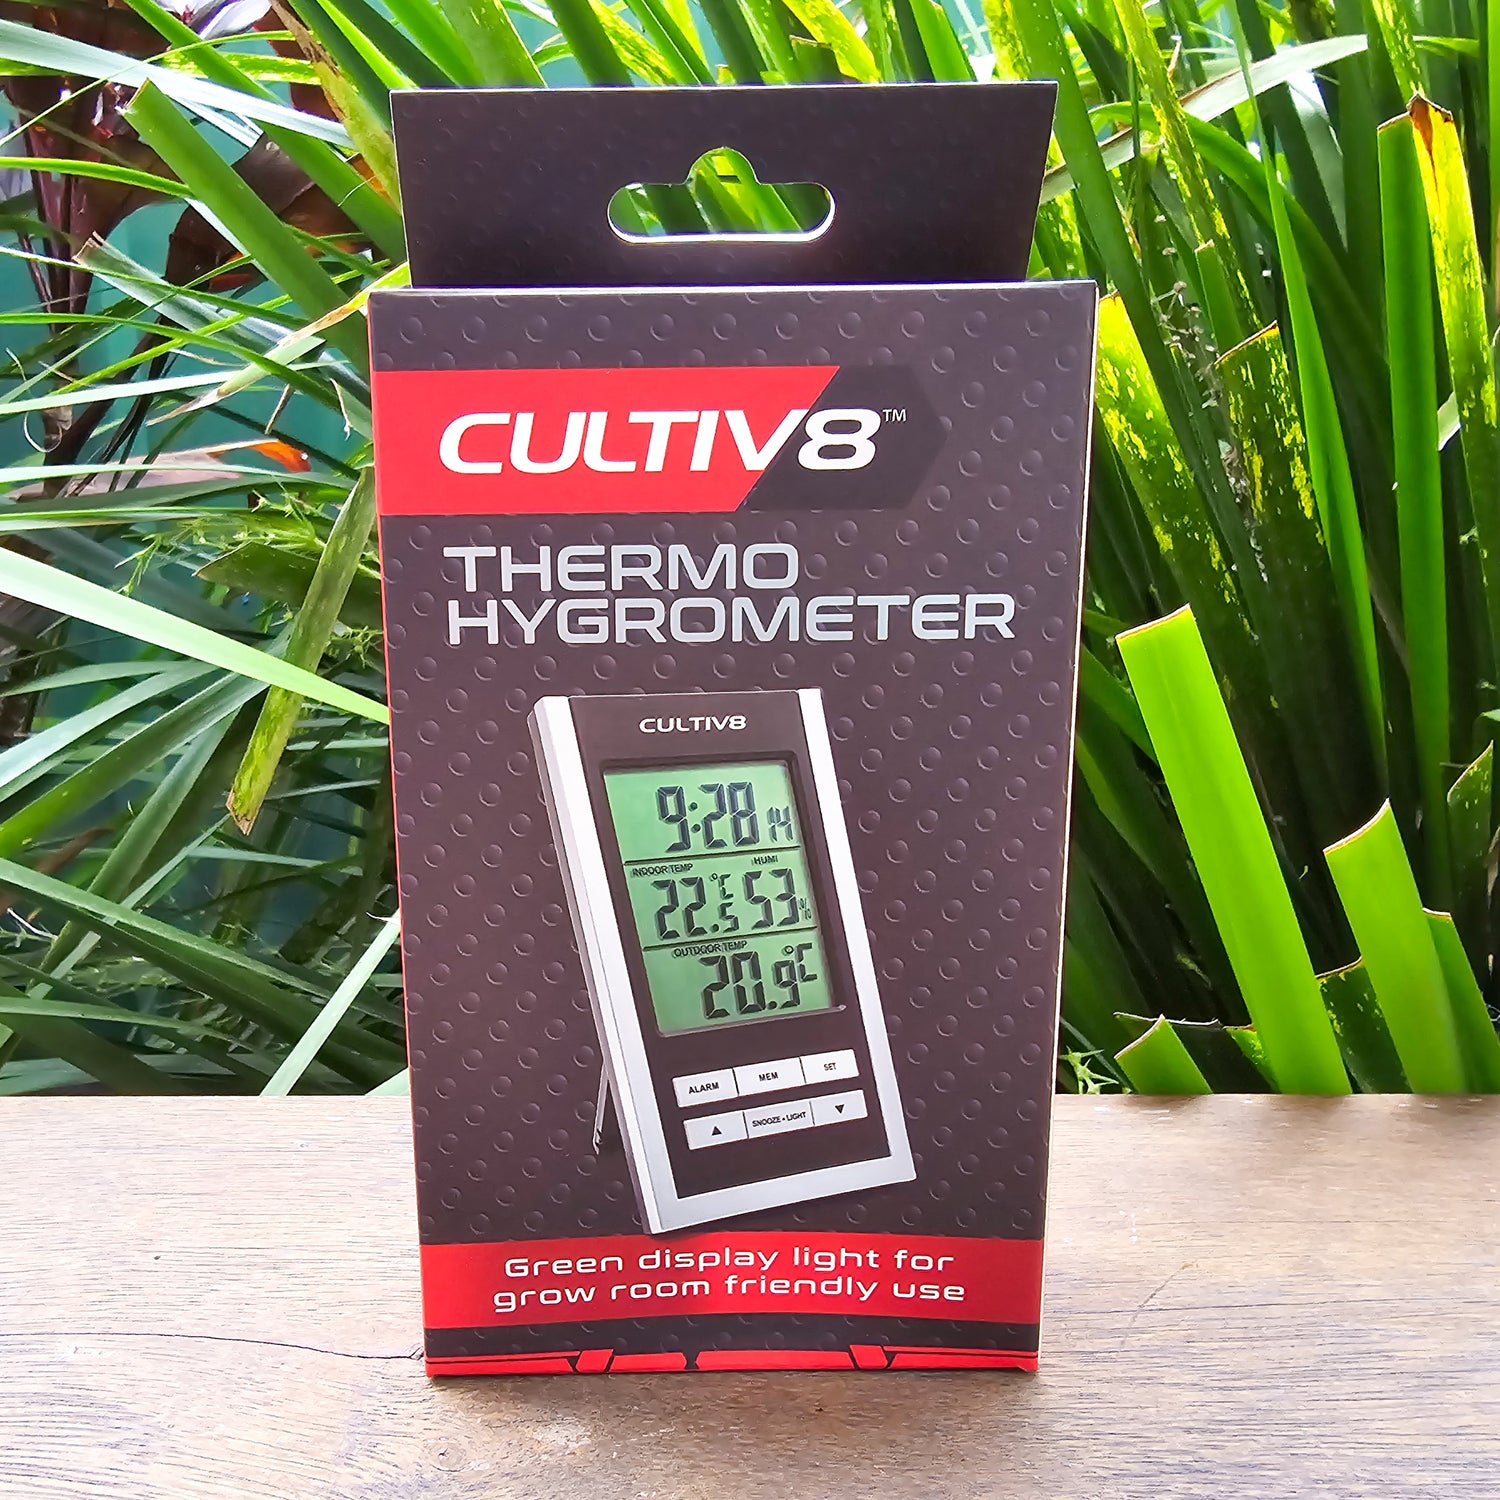 CULTIV8™
THERMO
HYGROMETER
CULTIV8
9:28 14
INDOOR TEMP HUMI
22.5 °C 53 %
OUTDOOR TEMP
20.9 °C
ALARM MEM SET
▲ SNOOZE • LIGHT ▼
Green display light for
grow room friendly use